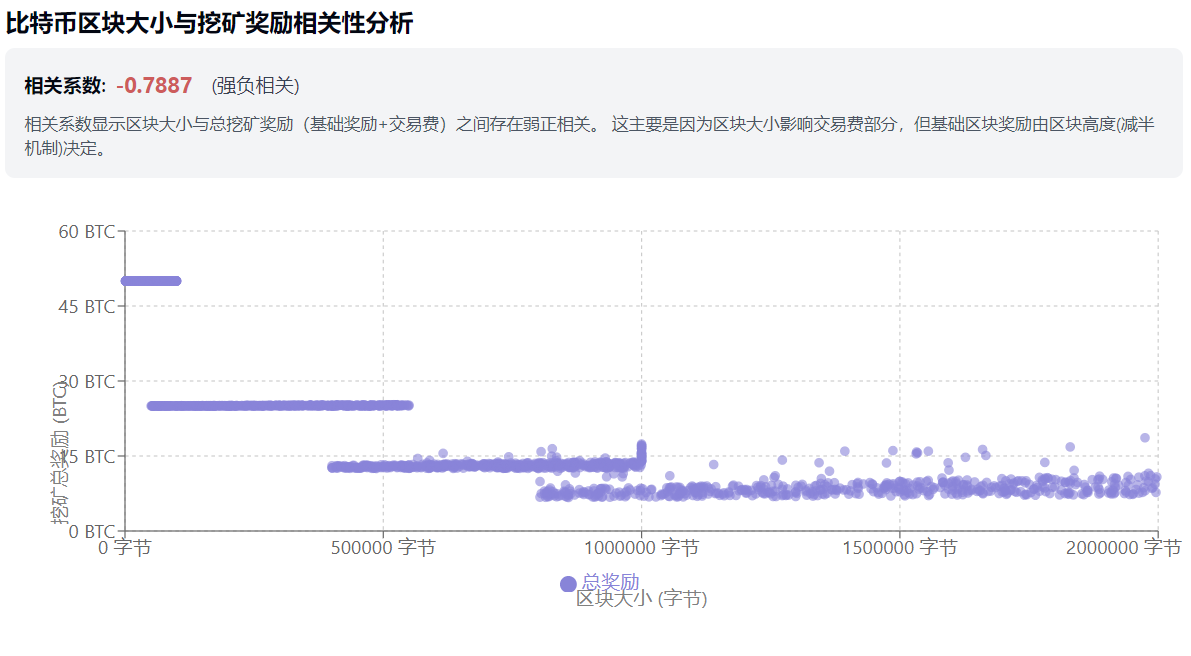 比特币区块大小与挖矿奖励相关性分析
相关系数: -0.7887 (强负相关)
相关系数显示区块大小与总挖矿奖励（基础奖励+交易费）之间存在弱正相关。 这主要是因为区块大小影响交易费部分，但基础区块奖励由区块高度(减半
机制)决定。
60 BTC
45 BTC
30 BTC
15 BTC
0 BTC
挖矿总奖励 (BTC)
0 字节
500000 字节
1000000 字节
1500000 字节
2000000 字节
总奖励
区块大小 (字节)